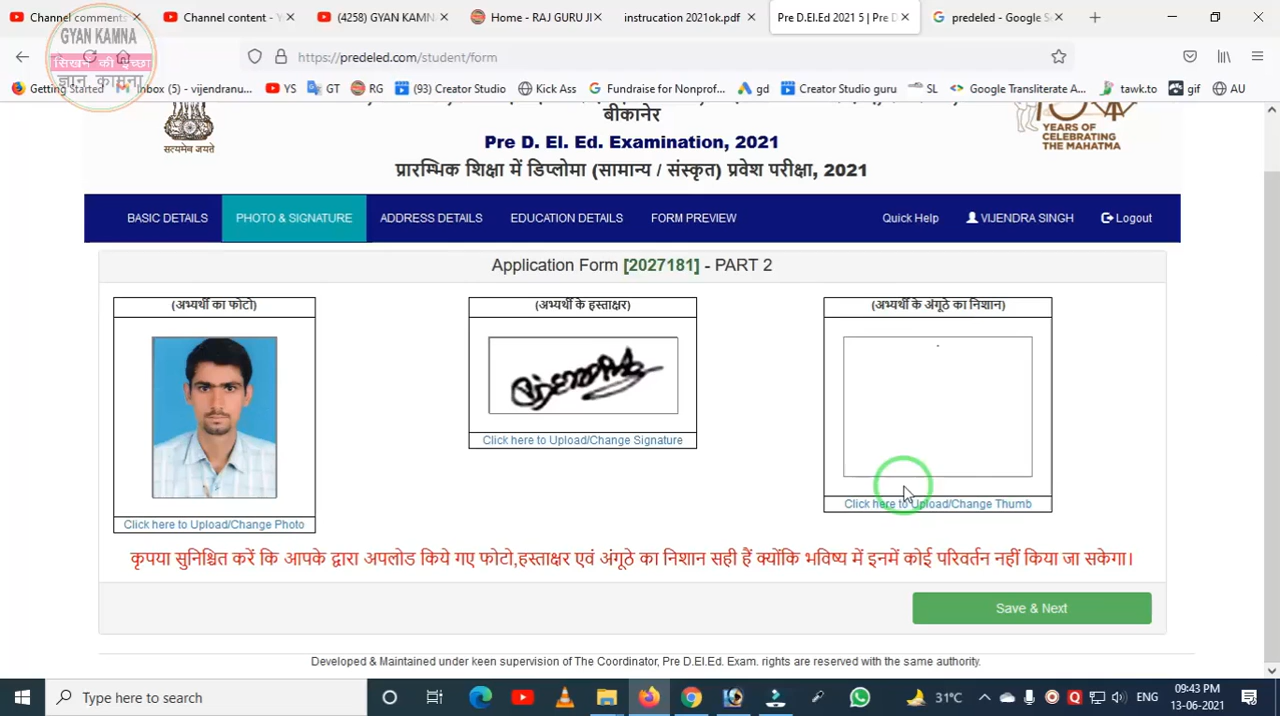 Channel comments -
Channel content - Y
(4258) GYAN KAMN
Home - RAJ GURU JI
instrucation 2021ok.pdf
Pre D.El.Ed 2021 5 | Pre D
predeled - Google S
GYAN KAMNA
सिखने की इच्छा
ज्ञान कामना
https://predeled.com/student/form
Getting Started
Inbox (5) - vijendranu...
YS
GT
RG
(93) Creator Studio
Kick Ass
Fundraise for Nonprof...
gd
Creator Studio guru
SL
Google Transliterate A...
tawk.to
gif
AU
सत्यमेव जयते
बीकानेर
Pre D. El. Ed. Examination, 2021
प्रारम्भिक शिक्षा में डिप्लोमा (सामान्य / संस्कृत) प्रवेश परीक्षा, 2021
YEARS OF
CELEBRATING
THE MAHATMA
BASIC DETAILS
PHOTO & SIGNATURE
ADDRESS DETAILS
EDUCATION DETAILS
FORM PREVIEW
Quick Help
VIJENDRA SINGH
Logout
Application Form [2027181] - PART 2
(अभ्यर्थी का फोटो)
(अभ्यर्थी के हस्ताक्षर)
(अभ्यर्थी के अंगूठे का निशान)
Click here to Upload/Change Signature
Click here to Upload/Change Thumb
Click here to Upload/Change Photo
कृपया सुनिश्चित करें कि आपके द्वारा अपलोड किये गए फोटो,हस्ताक्षर एवं अंगूठे का निशान सही हैं क्योंकि भविष्य में इनमें कोई परिवर्तन नहीं किया जा सकेगा।
Save & Next
Developed & Maintained under keen supervision of The Coordinator, Pre D.El.Ed. Exam. rights are reserved with the same authority.
Type here to search
31°C
ENG
09:43 PM
13-06-2021